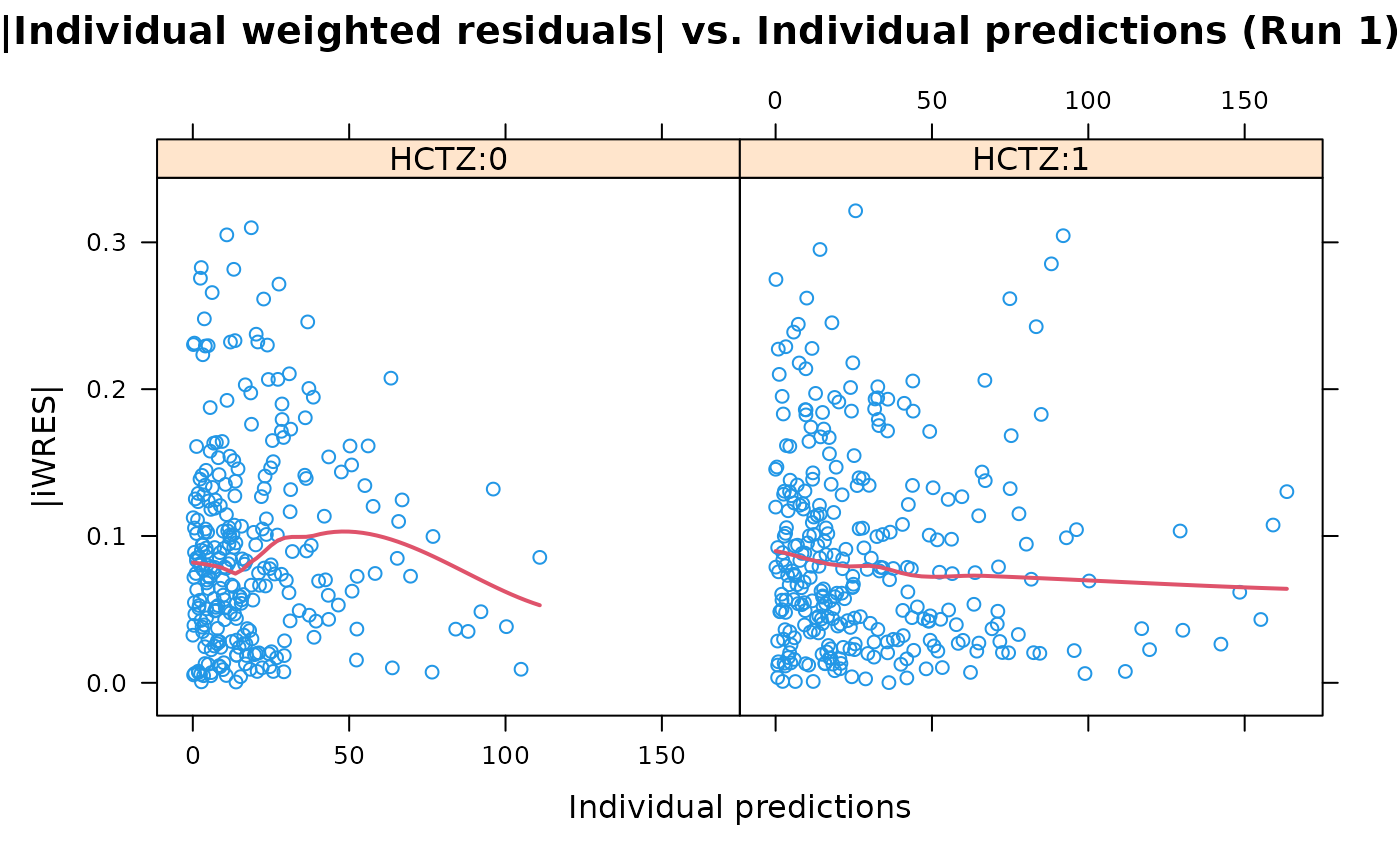 |Individual weighted residuals| vs. Individual predictions (Run 1)
0 50 100 150
HCTZ:0 HCTZ:1
0.3
0.2
0.1
0.0
|iWRES|
0 50 100 150
Individual predictions